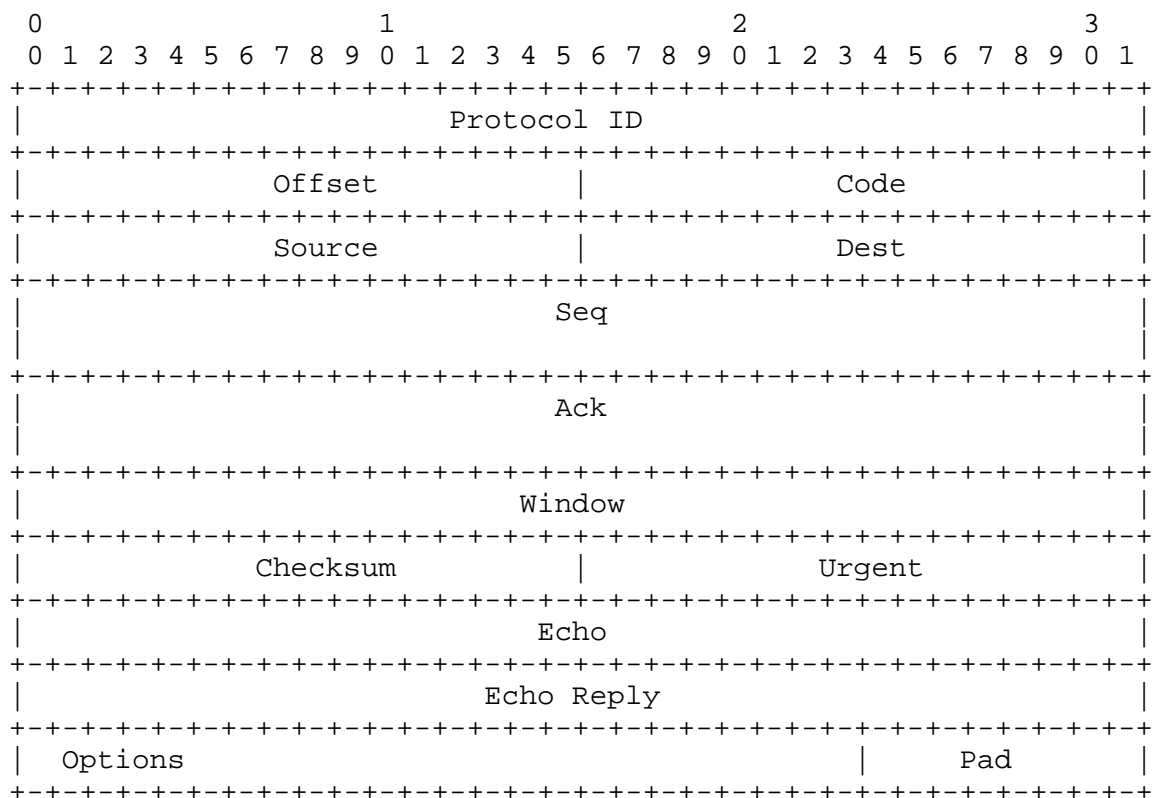 0                   1                   2                   3
0 1 2 3 4 5 6 7 8 9 0 1 2 3 4 5 6 7 8 9 0 1 2 3 4 5 6 7 8 9 0 1
+-+-+-+-+-+-+-+-+-+-+-+-+-+-+-+-+-+-+-+-+-+-+-+-+-+-+-+-+-+-+-+-+
|                        Protocol ID                            |
+-+-+-+-+-+-+-+-+-+-+-+-+-+-+-+-+-+-+-+-+-+-+-+-+-+-+-+-+-+-+-+-+
|              Offset           |              Code             |
+-+-+-+-+-+-+-+-+-+-+-+-+-+-+-+-+-+-+-+-+-+-+-+-+-+-+-+-+-+-+-+-+
|              Source           |              Dest             |
+-+-+-+-+-+-+-+-+-+-+-+-+-+-+-+-+-+-+-+-+-+-+-+-+-+-+-+-+-+-+-+-+
|                              Seq                              |
|                                                               |
+-+-+-+-+-+-+-+-+-+-+-+-+-+-+-+-+-+-+-+-+-+-+-+-+-+-+-+-+-+-+-+-+
|                              Ack                              |
|                                                               |
+-+-+-+-+-+-+-+-+-+-+-+-+-+-+-+-+-+-+-+-+-+-+-+-+-+-+-+-+-+-+-+-+
|                            Window                             |
+-+-+-+-+-+-+-+-+-+-+-+-+-+-+-+-+-+-+-+-+-+-+-+-+-+-+-+-+-+-+-+-+
|             Checksum          |             Urgent            |
+-+-+-+-+-+-+-+-+-+-+-+-+-+-+-+-+-+-+-+-+-+-+-+-+-+-+-+-+-+-+-+-+
|                             Echo                              |
+-+-+-+-+-+-+-+-+-+-+-+-+-+-+-+-+-+-+-+-+-+-+-+-+-+-+-+-+-+-+-+-+
|                          Echo Reply                           |
+-+-+-+-+-+-+-+-+-+-+-+-+-+-+-+-+-+-+-+-+-+-+-+-+-+-+-+-+-+-+-+-+
|  Options                                      |     Pad       |
+-+-+-+-+-+-+-+-+-+-+-+-+-+-+-+-+-+-+-+-+-+-+-+-+-+-+-+-+-+-+-+-+